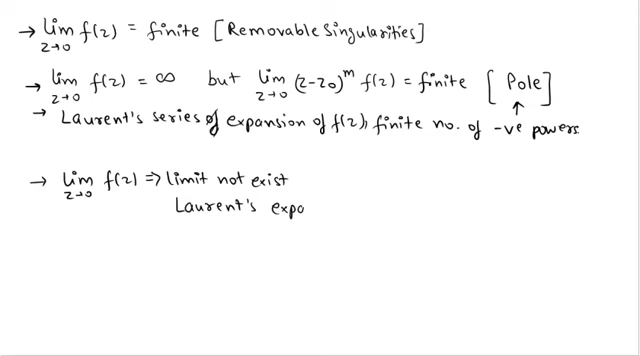 → lim z→0 f(z) = finite [Removable Singularities]
→ lim z→0 f(z) = ∞ but lim z→0 (z-z0)^m f(z) = finite [Pole]
↑
→ Laurent's series of expansion of f(z), finite no. of -ve powers
→ lim z→0 f(z) ⇒ limit not exist
Laurent's expa